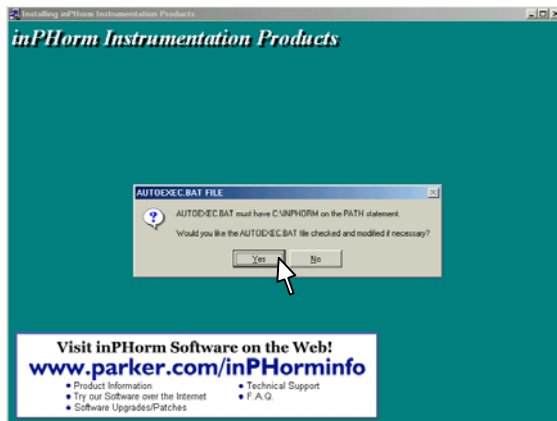 Installing inPHorm Instrumentation Products
inPHorm Instrumentation Products
AUTOEXEC.BAT FILE
AUTOEXEC.BAT must have C:\INPHORM on the PATH statement.
Would you like the AUTOEXEC.BAT file checked and modified if necessary?
Yes No
Visit inPHorm Software on the Web!
www.parker.com/inPHorminfo
• Product Information • Technical Support
• Try our Software over the Internet • F.A.Q.
• Software Upgrades/Patches